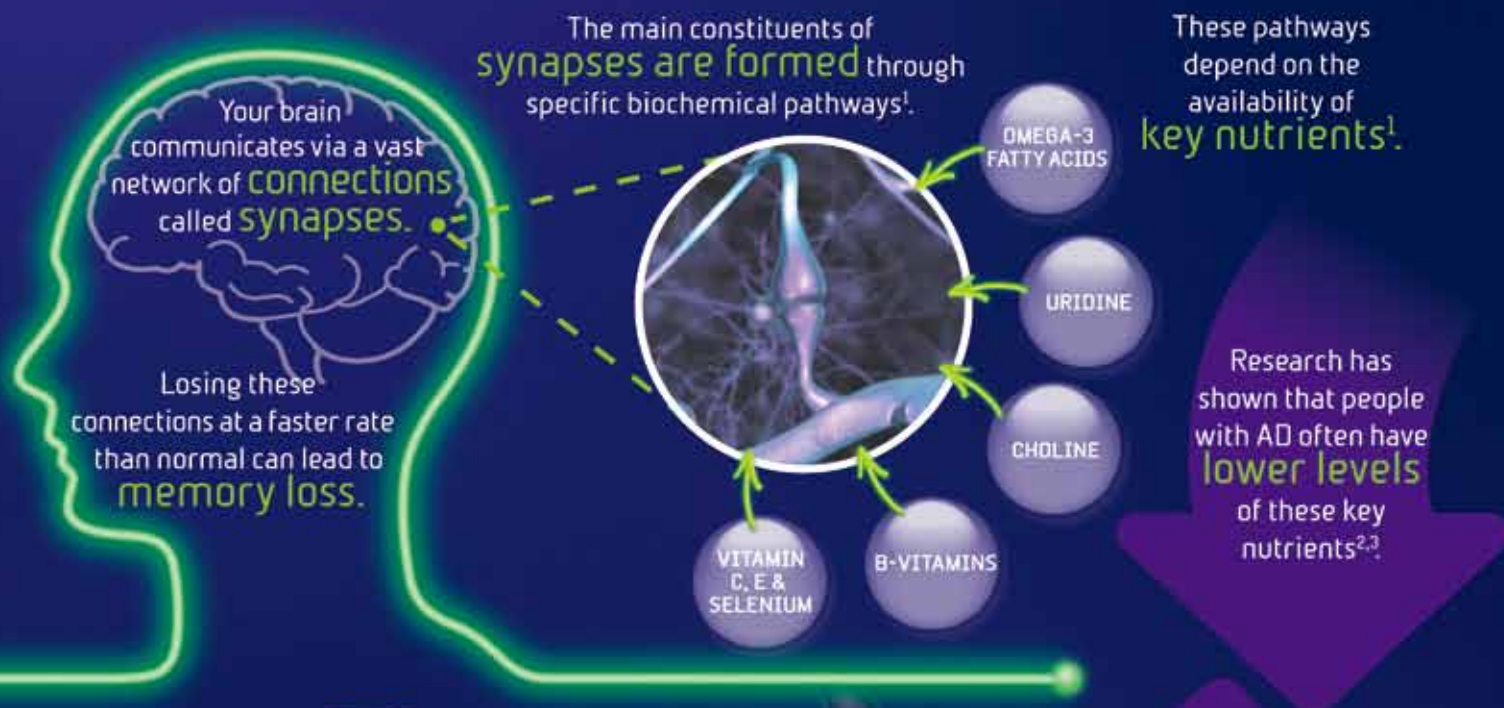 Your brain
communicates via a vast
network of connections
called synapses.
Losing these
connections at a faster rate
than normal can lead to
memory loss.
The main constituents of
synapses are formed through
specific biochemical pathways¹.
OMEGA-3
FATTY ACIDS
URIDINE
CHOLINE
B-VITAMINS
VITAMIN
C, E &
SELENIUM
These pathways
depend on the
availability of
key nutrients¹.
Research has
shown that people
with AD often have
lower levels
of these key
nutrients²,³.